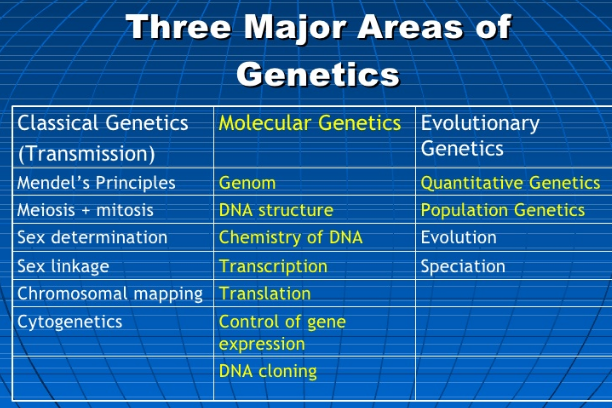 Three Major Areas of
Genetics
Classical Genetics
(Transmission)
Molecular Genetics
Evolutionary
Genetics
Mendel’s Principles
Genom
Quantitative Genetics
Meiosis + mitosis
DNA structure
Population Genetics
Sex determination
Chemistry of DNA
Evolution
Sex linkage
Transcription
Speciation
Chromosomal mapping
Translation
Cytogenetics
Control of gene
expression
DNA cloning